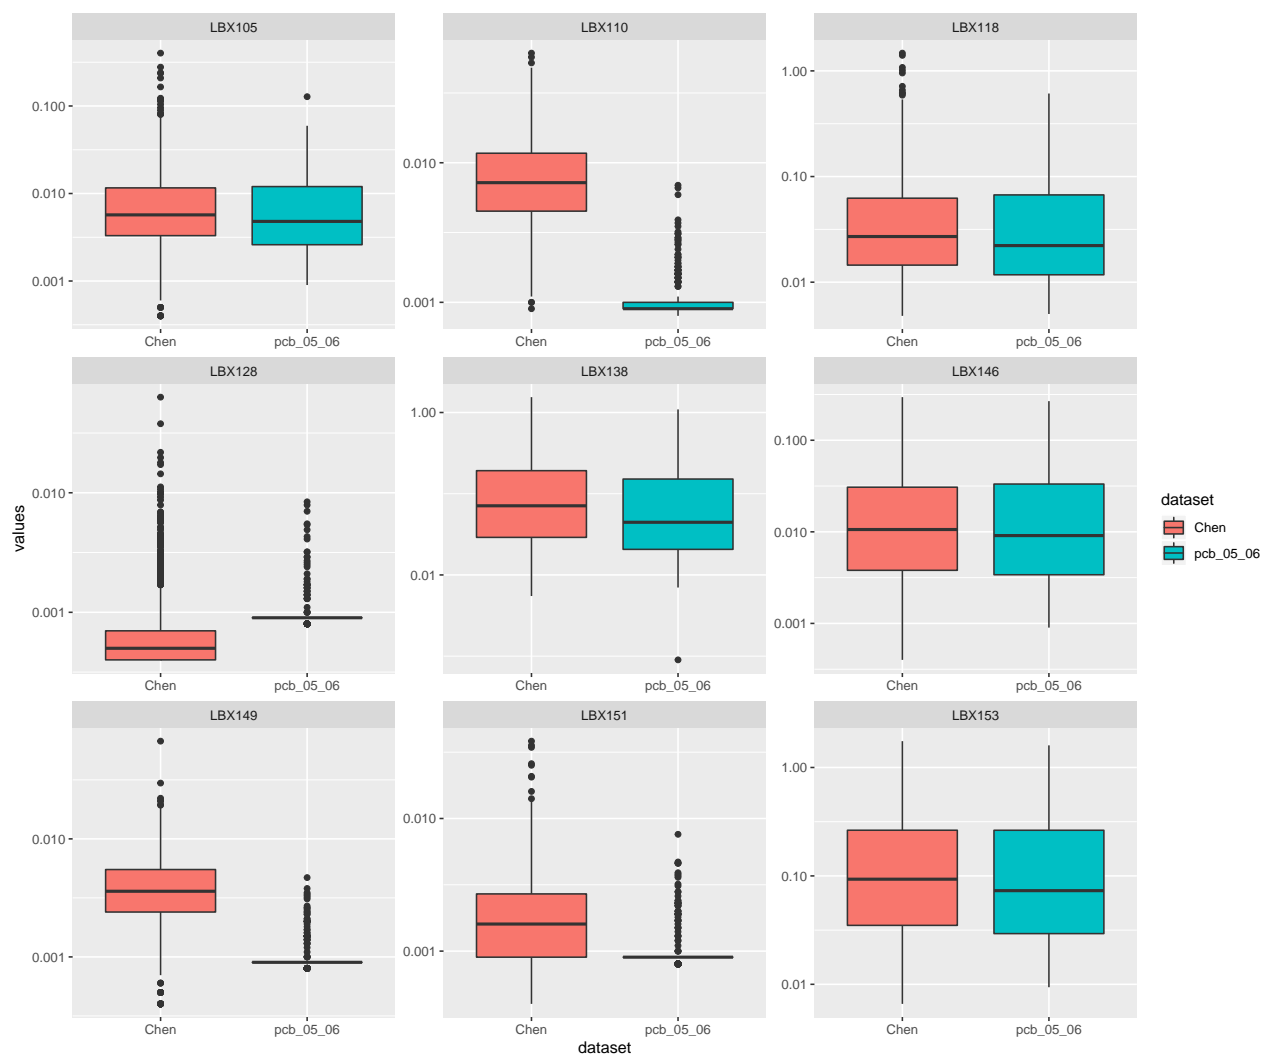 LBX105 LBX110 LBX118
0.100
0.010
0.001
0.010
0.001
1.00
0.10
0.01
Chen pcb_05_06 Chen pcb_05_06 Chen pcb_05_06
LBX128 LBX138 LBX146
0.010
0.001
1.00
0.01
0.100
0.010
0.001
Chen pcb_05_06 Chen pcb_05_06 Chen pcb_05_06
LBX149 LBX151 LBX153
0.010
0.001
0.010
0.001
1.00
0.10
0.01
Chen pcb_05_06 Chen pcb_05_06 Chen pcb_05_06
values
dataset
dataset
Chen
pcb_05_06